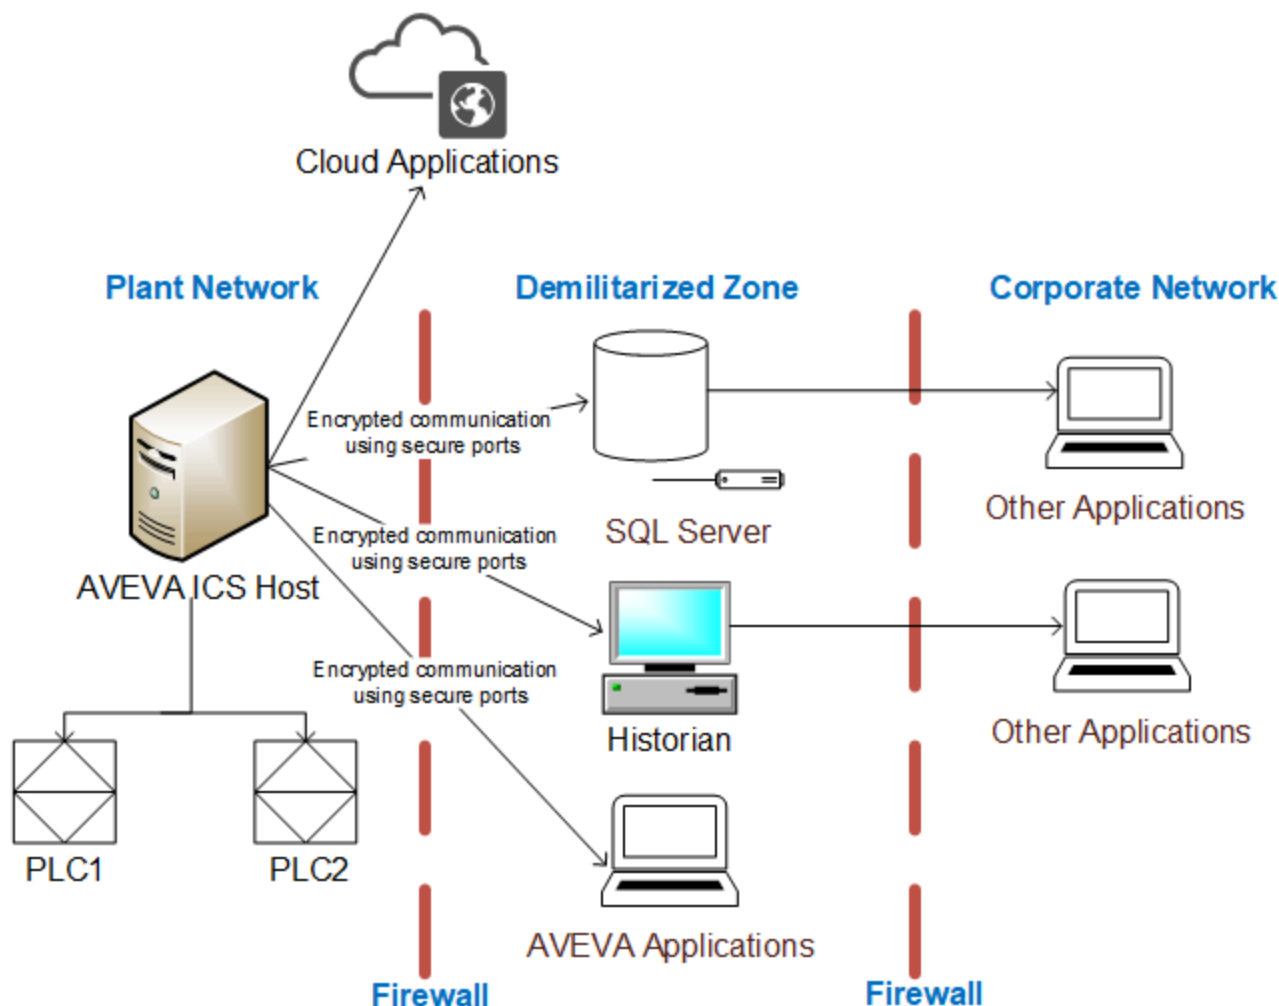 Cloud Applications
Plant Network
Demilitarized Zone
Corporate Network
Encrypted communication
using secure ports
Other Applications
SQL Server
Encrypted communication
using secure ports
AVEVA ICS Host
Encrypted communication
using secure ports
Other Applications
Historian
PLC1
PLC2
AVEVA Applications
Firewall
Firewall